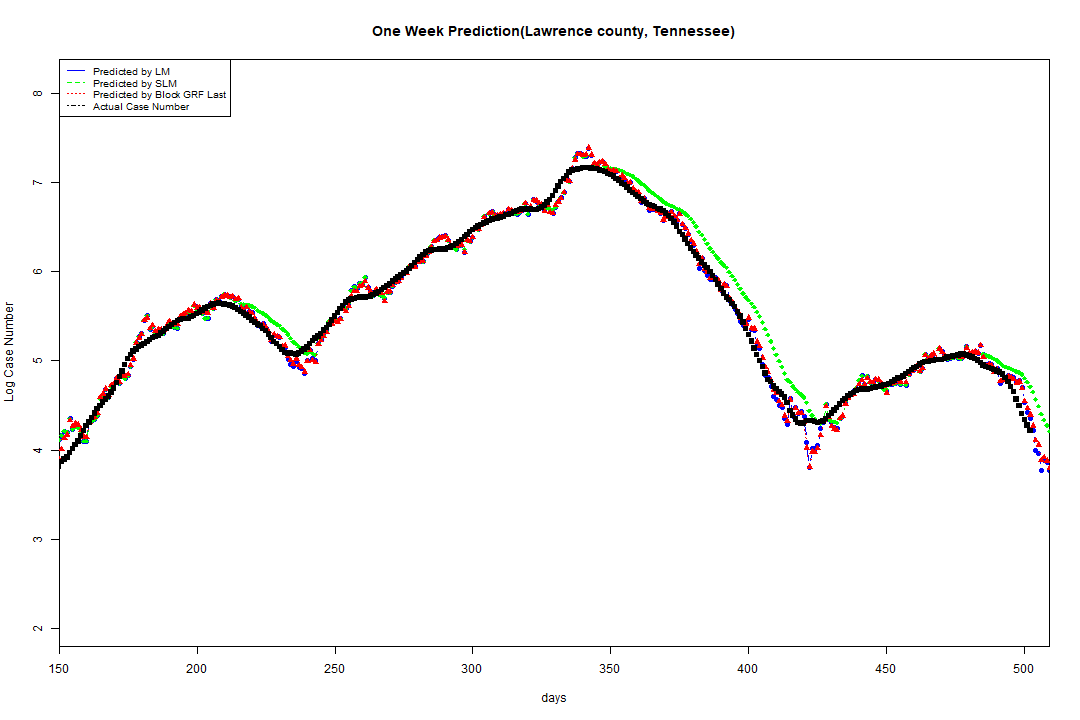 One Week Prediction(Lawrence county, Tennessee)
Predicted by LM
Predicted by SLM
Predicted by Block GRF Last
Actual Case Number
8
7
6
5
4
3
2
Log Case Number
150 200 250 300 350 400 450 500
days